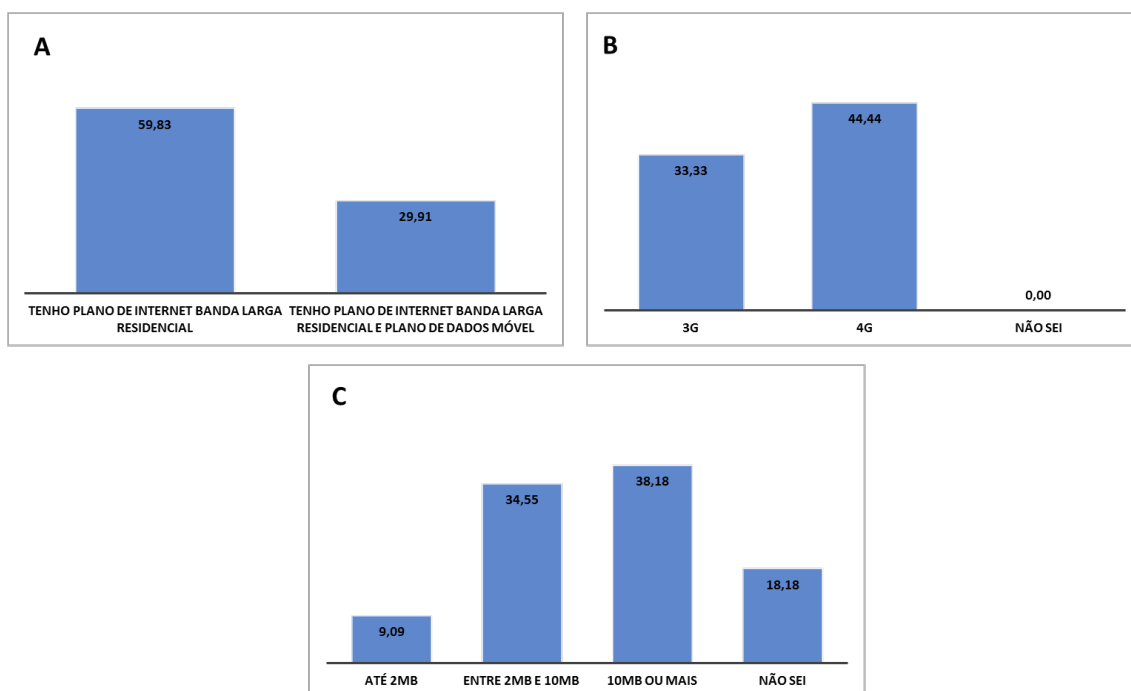 A
59,83
29,91
TENHO PLANO DE INTERNET BANDA LARGA
RESIDENCIAL
TENHO PLANO DE INTERNET BANDA LARGA
RESIDENCIAL E PLANO DE DADOS MÓVEL
B
33,33
44,44
0,00
3G
4G
NÃO SEI
C
9,09
34,55
38,18
18,18
ATÉ 2MB
ENTRE 2MB E 10MB
10MB OU MAIS
NÃO SEI